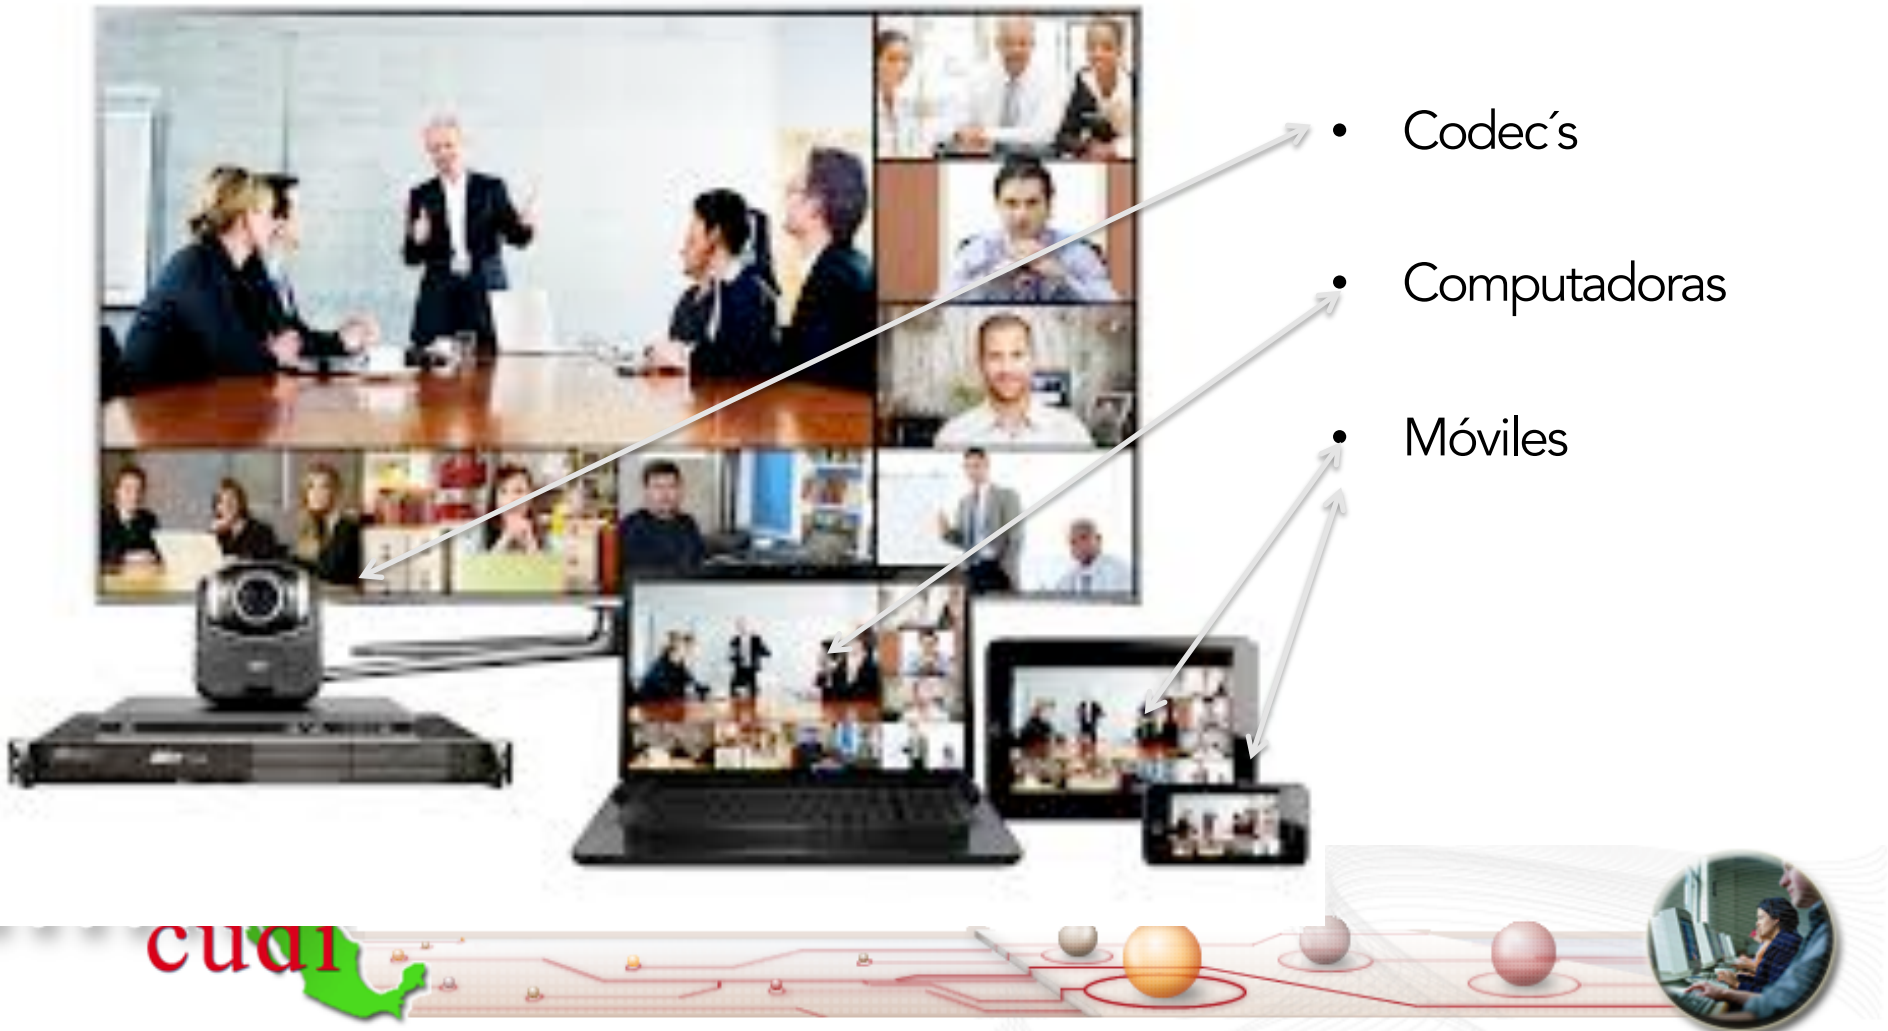 • Codec´s
• Computadoras
• Móviles
cudi